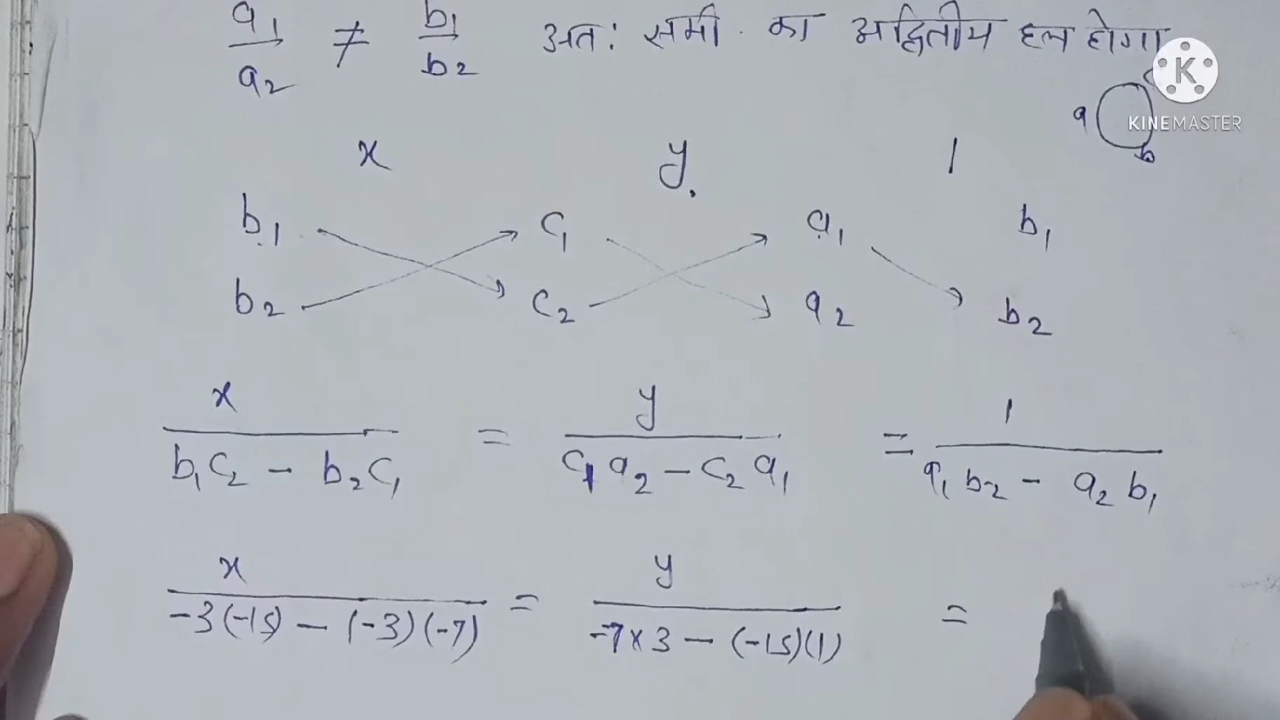 a₁/a₂ ≠ b₁/b₂ अतः समी. का अद्वितीय हल होगा
K
KINEMASTER
a b
x y 1
b₁ c₁ a₁ b₁
b₂ c₂ a₂ b₂
x/(b₁c₂ - b₂c₁) = y/(c₁a₂ - c₂a₁) = 1/(a₁b₂ - a₂b₁)
x/(-3(-15) - (-3)(-7)) = y/(-7×3 - (-15)(1)) =